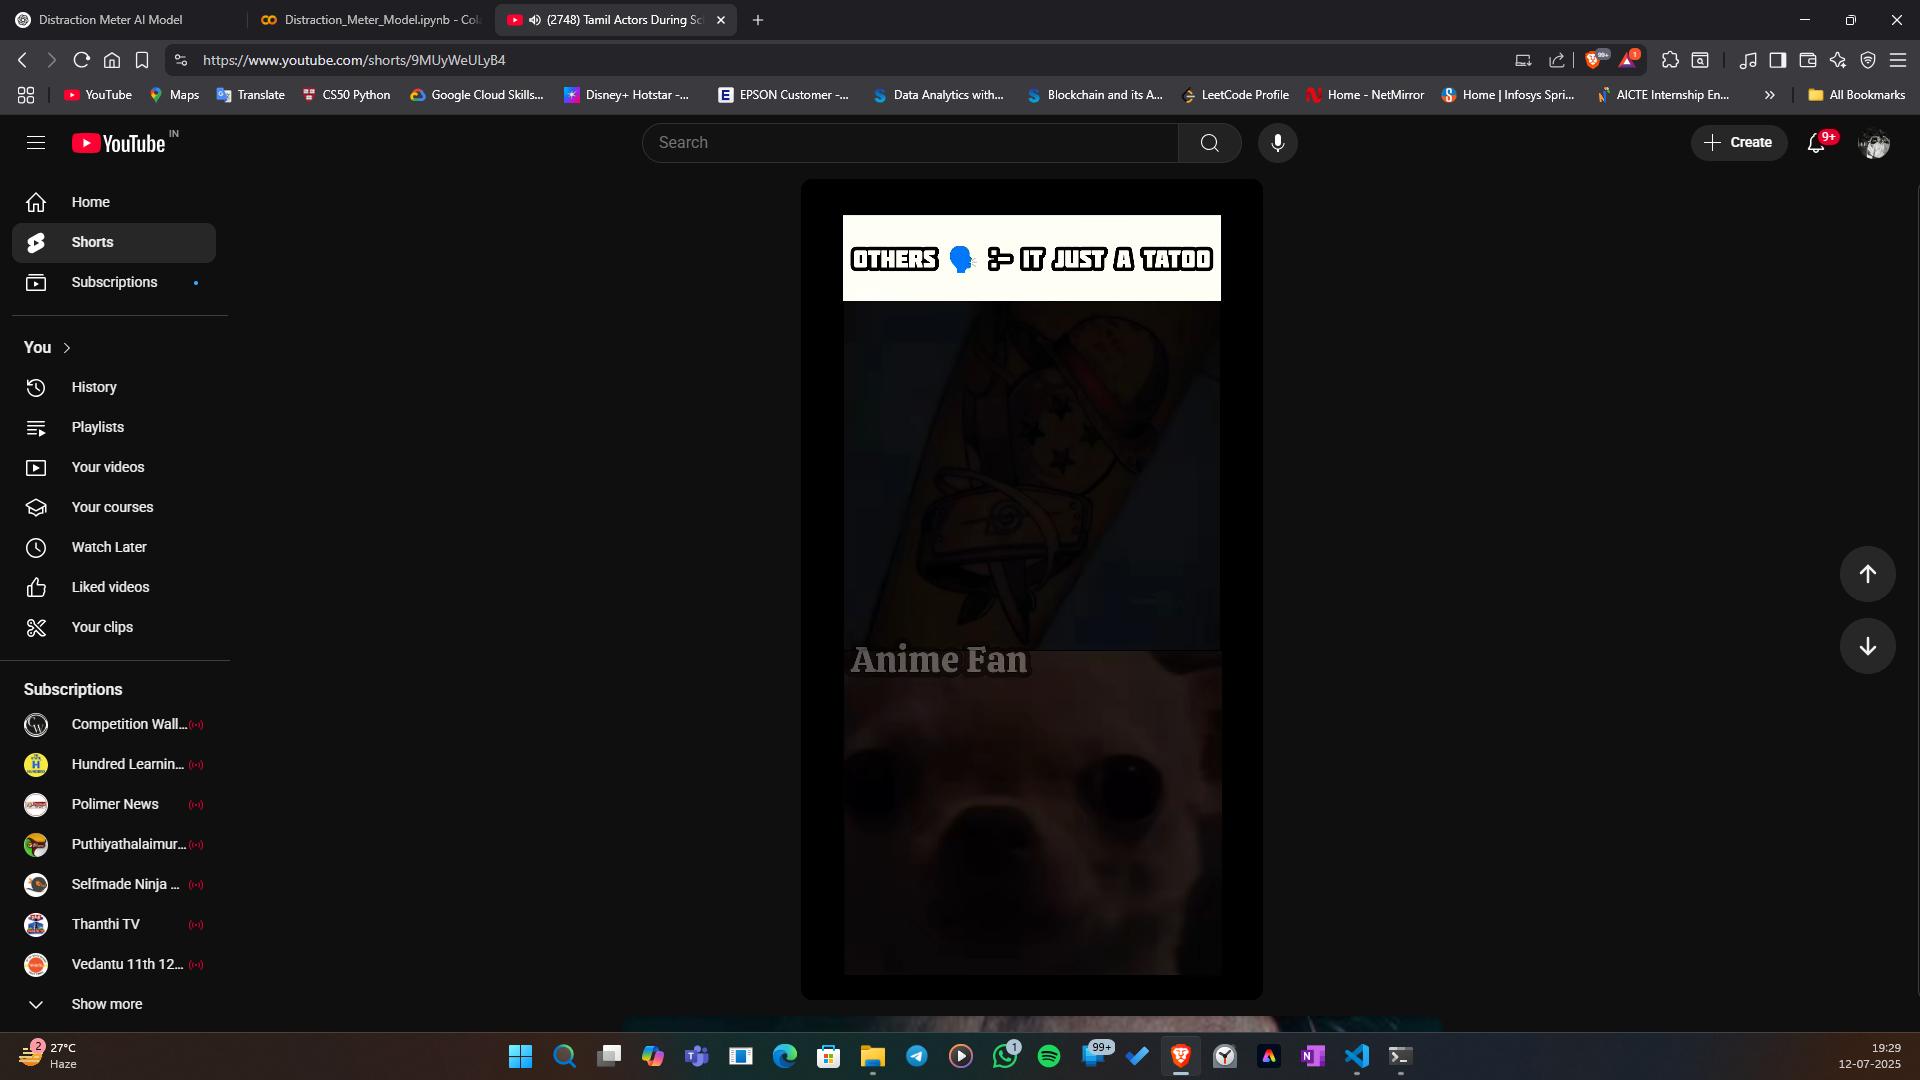 Distraction Meter AI Model
Distraction_Meter_Model.ipynb - Col
(2748) Tamil Actors During Sc
https://www.youtube.com/shorts/9MUyWeULyB4
99+
1
YouTube
Maps
Translate
CS50 Python
Google Cloud Skills...
Disney+ Hotstar -...
EPSON Customer -...
Data Analytics with...
Blockchain and its A...
LeetCode Profile
Home - NetMirror
Home | Infosys Spri...
AICTE Internship En...
All Bookmarks
YouTube IN
Search
Create
9+
Home
Shorts
Subscriptions
You
History
Playlists
Your videos
Your courses
Watch Later
Liked videos
Your clips
Subscriptions
Competition Wall...
Hundred Learnin...
Polimer News
Puthiyathalaimur...
Selfmade Ninja ...
Thanthi TV
Vedantu 11th 12...
Show more
OTHERS 🗣️ :- IT JUST A TATOO
Anime Fan
2
27°C
Haze
1
99+
19:29
12-07-2025